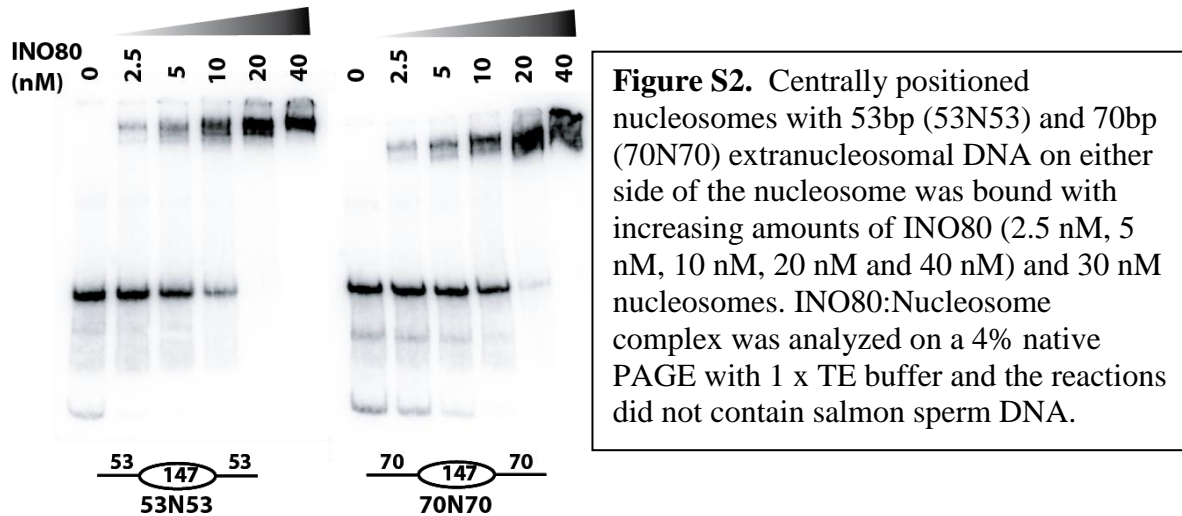 INO80
(nM)
0 2.5 5 10 20 40
0 2.5 5 10 20 40
53 147 53
53N53
70 147 70
70N70
Figure S2. Centrally positioned
nucleosomes with 53bp (53N53) and 70bp
(70N70) extranucleosomal DNA on either
side of the nucleosome was bound with
increasing amounts of INO80 (2.5 nM, 5
nM, 10 nM, 20 nM and 40 nM) and 30 nM
nucleosomes. INO80:Nucleosome
complex was analyzed on a 4% native
PAGE with 1 x TE buffer and the reactions
did not contain salmon sperm DNA.